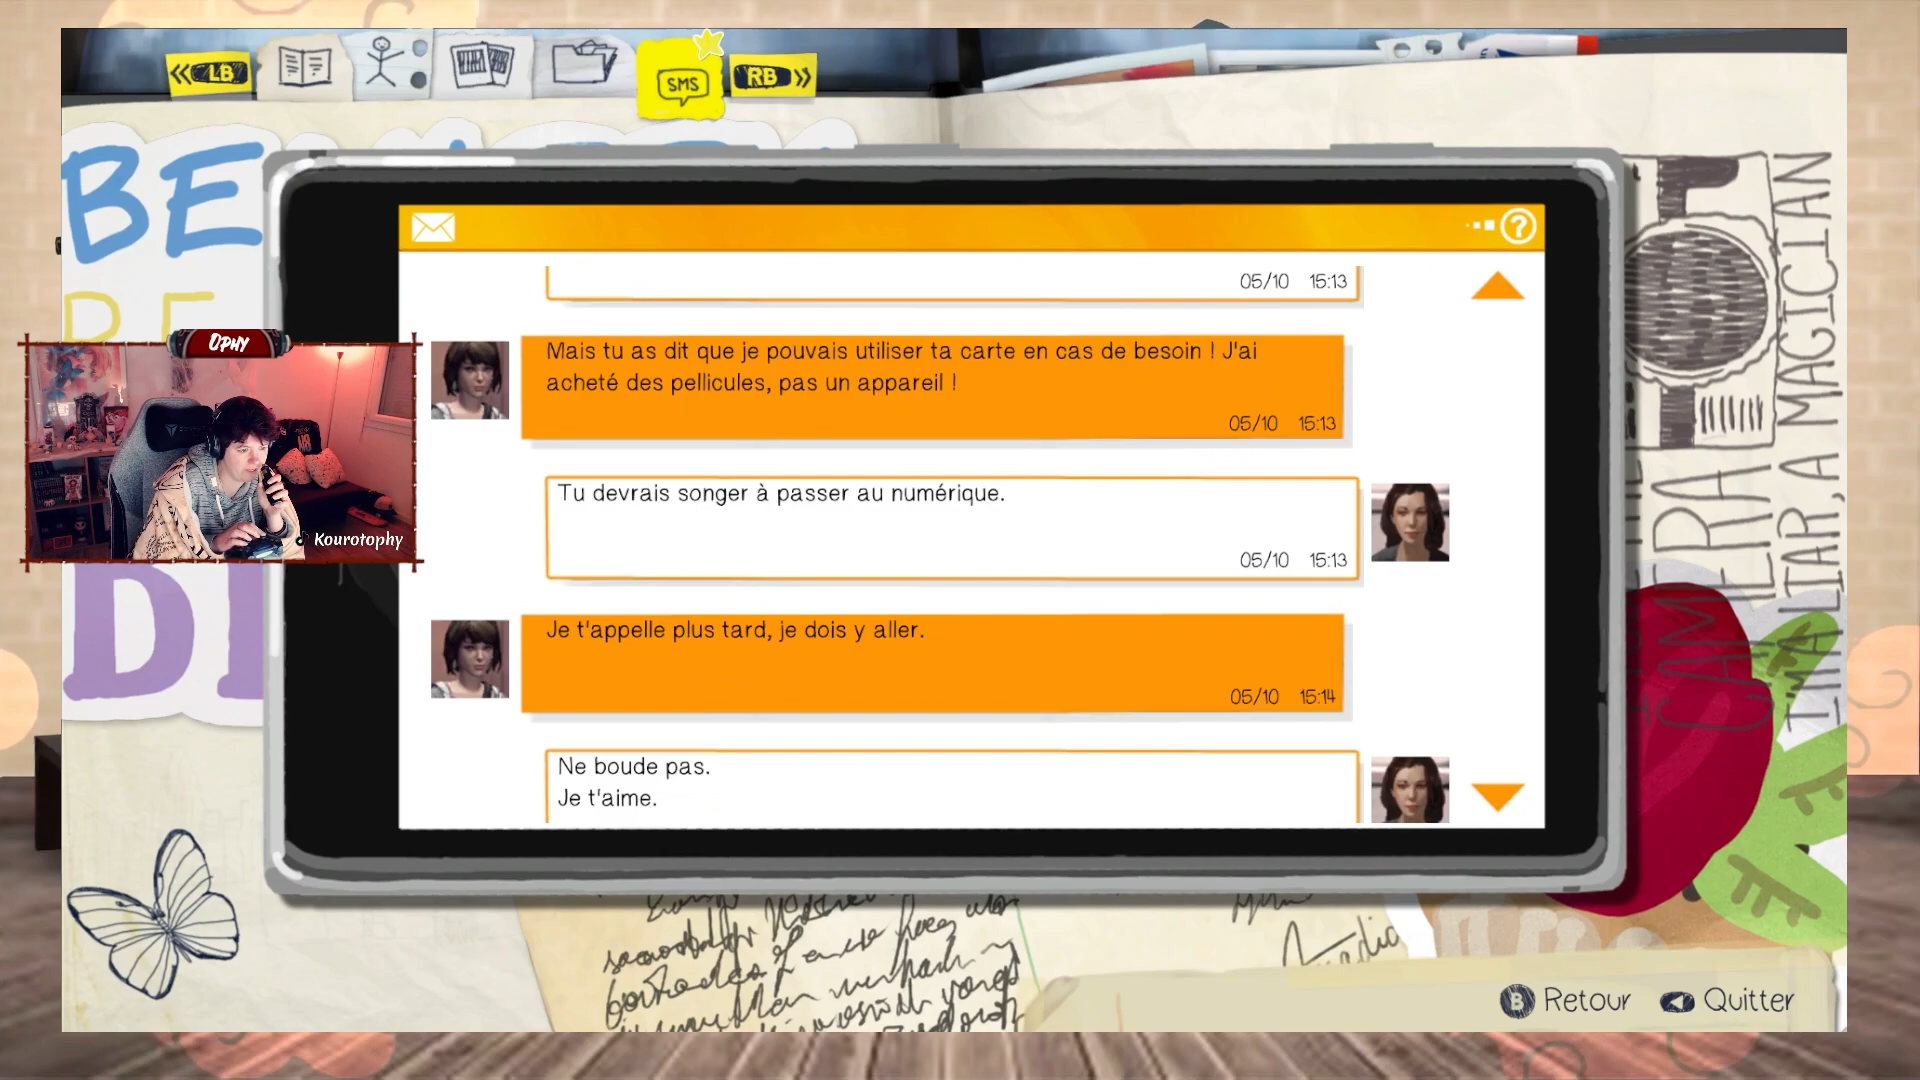 LB
SMS
RB
BE
DE
05/10 15:13
Mais tu as dit que je pouvais utiliser ta carte en cas de besoin ! J'ai
acheté des pellicules, pas un appareil !
05/10 15:13
Tu devrais songer à passer au numérique.
05/10 15:13
Je t'appelle plus tard, je dois y aller.
05/10 15:14
Ne boude pas.
Je t'aime.
OPHY
Kourotophy
CAMERA
I'M A LIAR, A MAGICIAN
B Retour
Quitter